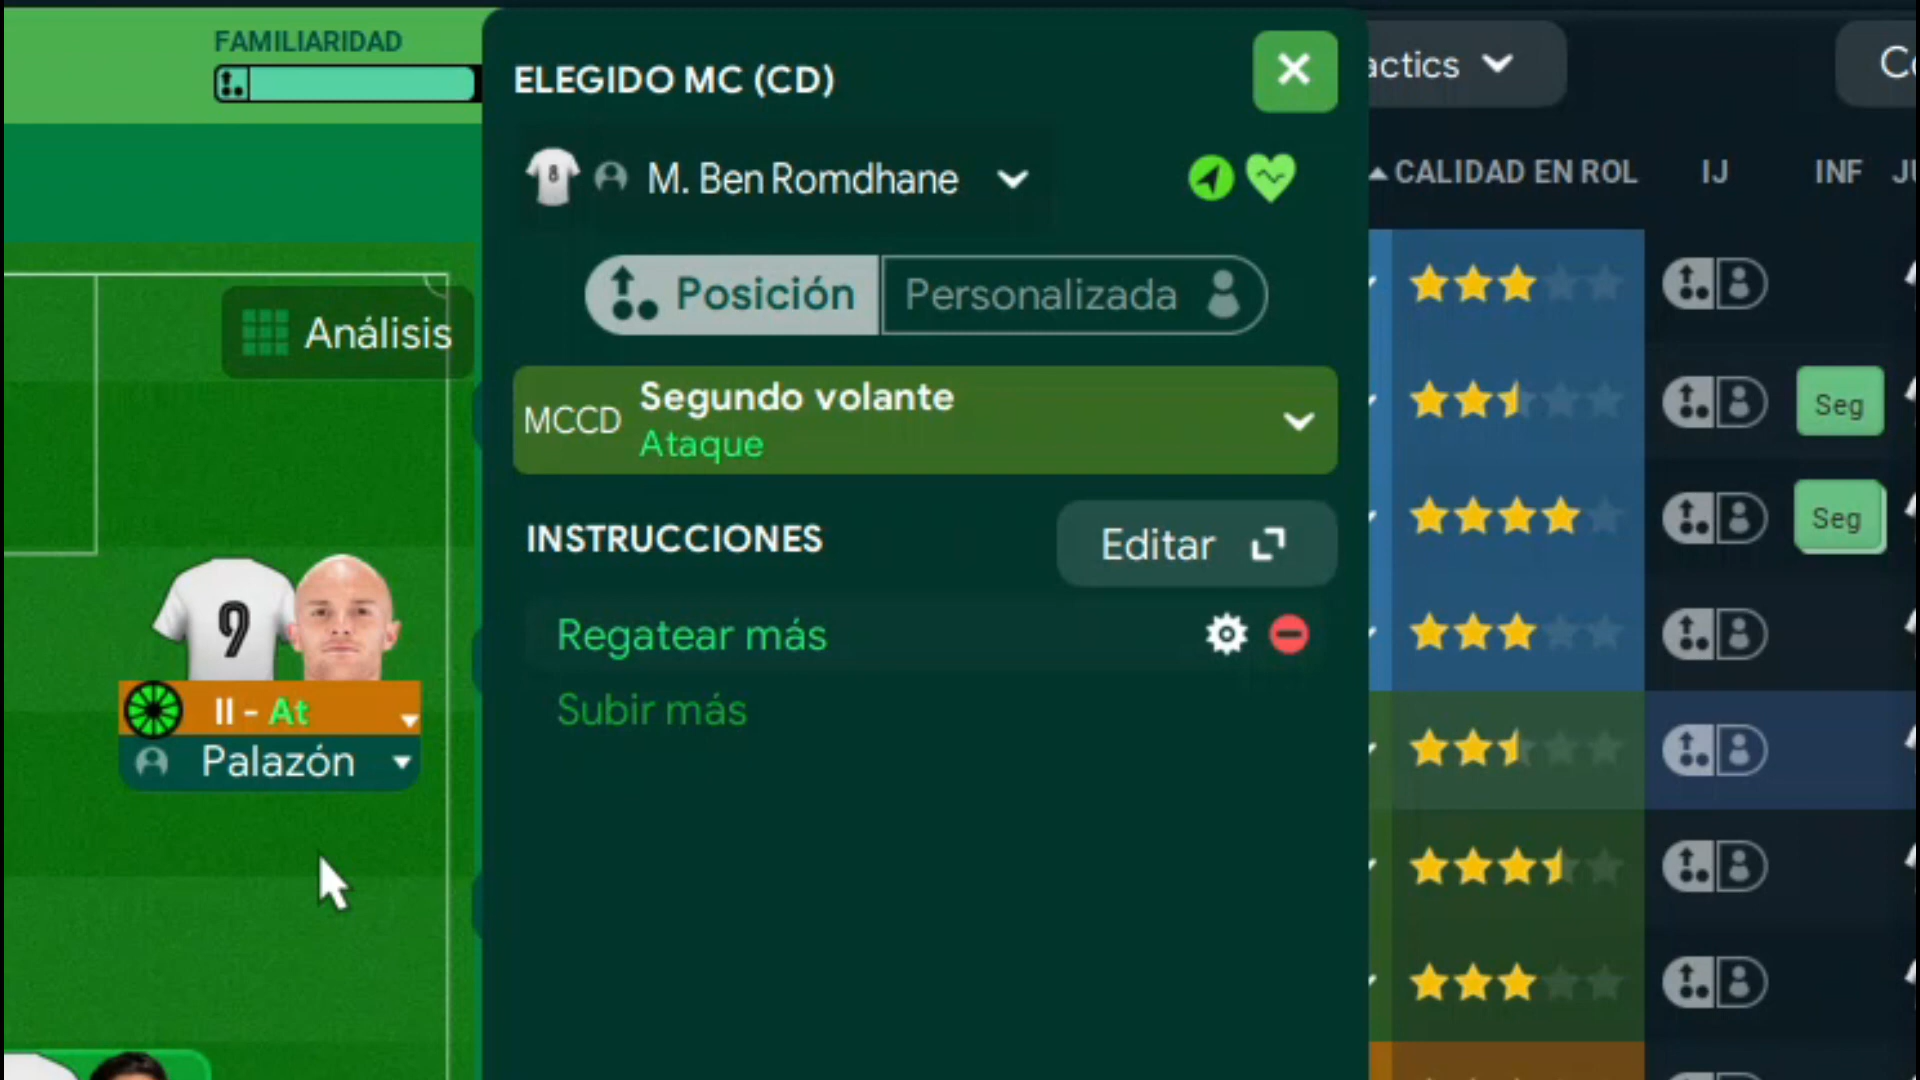 FAMILIARIDAD
ELEGIDO MC (CD)
actics
CALIDAD EN ROL
IJ
INF
8
M. Ben Romdhane
Posición
Personalizada
Análisis
MCCD
Segundo volante
Ataque
Seg
INSTRUCCIONES
Editar
Seg
Regatear más
Subir más
9
II - At
Palazón